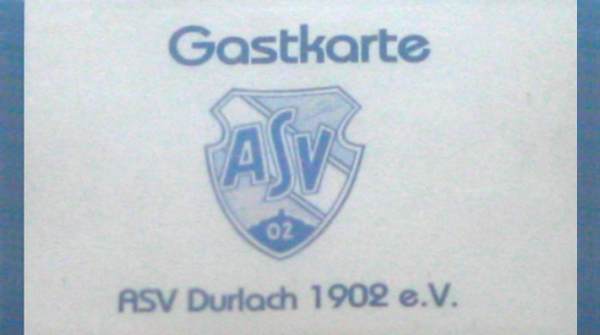 Gastkarte
ASV
02
ASV Durlach 1902 e.V.